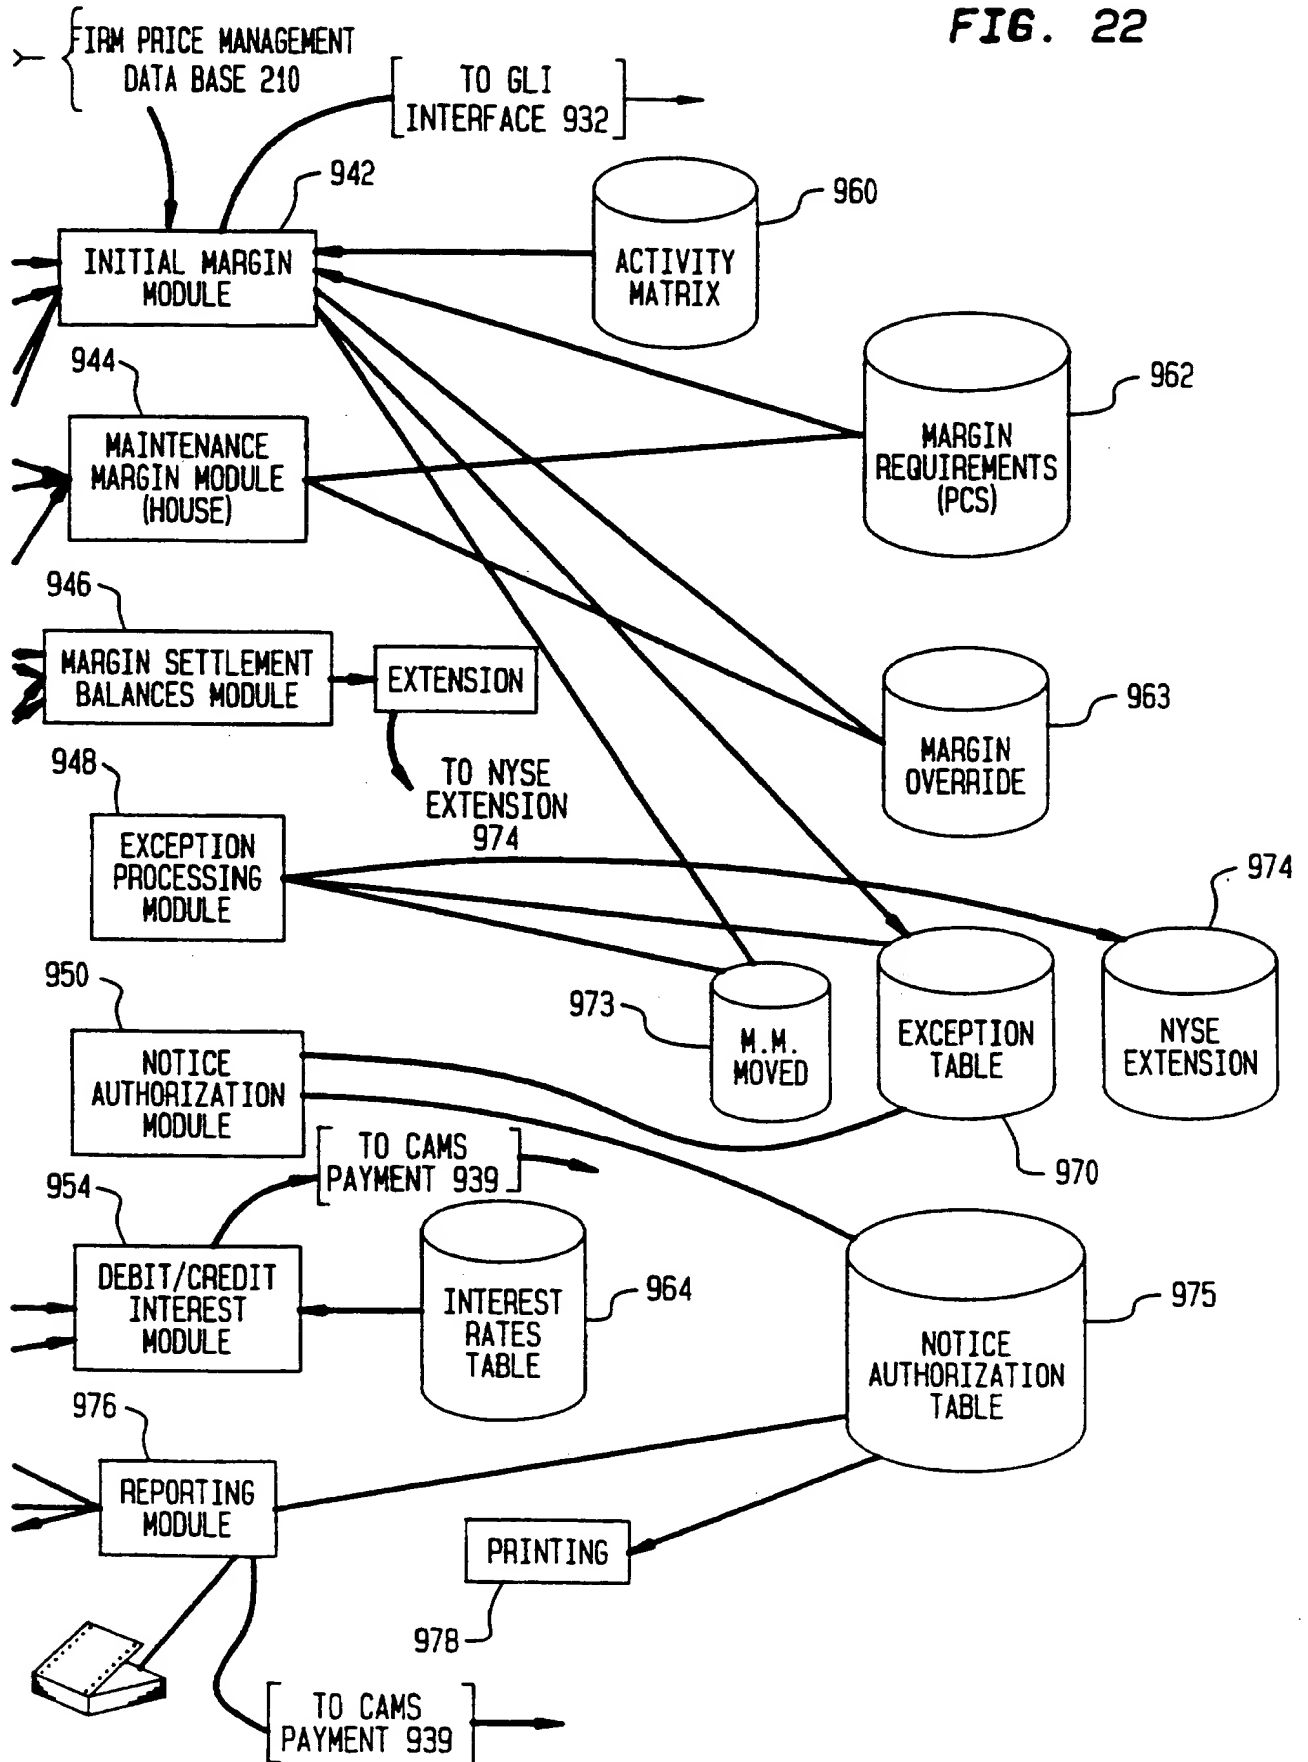 FIG. 22
FIRM PRICE MANAGEMENT
DATA BASE 210
TO GLI
INTERFACE 932
942
INITIAL MARGIN
MODULE
960
ACTIVITY
MATRIX
944
MAINTENANCE
MARGIN MODULE
(HOUSE)
962
MARGIN
REQUIREMENTS
(PCS)
946
MARGIN SETTLEMENT
BALANCES MODULE
EXTENSION
TO NYSE
EXTENSION
974
963
MARGIN
OVERRIDE
948
EXCEPTION
PROCESSING
MODULE
974
NYSE
EXTENSION
973
M.M.
MOVED
EXCEPTION
TABLE
970
950
NOTICE
AUTHORIZATION
MODULE
TO CAMS
PAYMENT 939
954
DEBIT/CREDIT
INTEREST
MODULE
INTEREST
RATES
TABLE
964
975
NOTICE
AUTHORIZATION
TABLE
976
REPORTING
MODULE
PRINTING
978
TO CAMS
PAYMENT 939